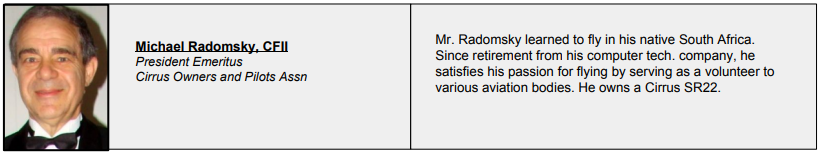 Michael Radomsky, CFII
President Emeritus
Cirrus Owners and Pilots Assn
Mr. Radomsky learned to fly in his native South Africa.
Since retirement from his computer tech. company, he
satisfies his passion for flying by serving as a volunteer to
various aviation bodies. He owns a Cirrus SR22.